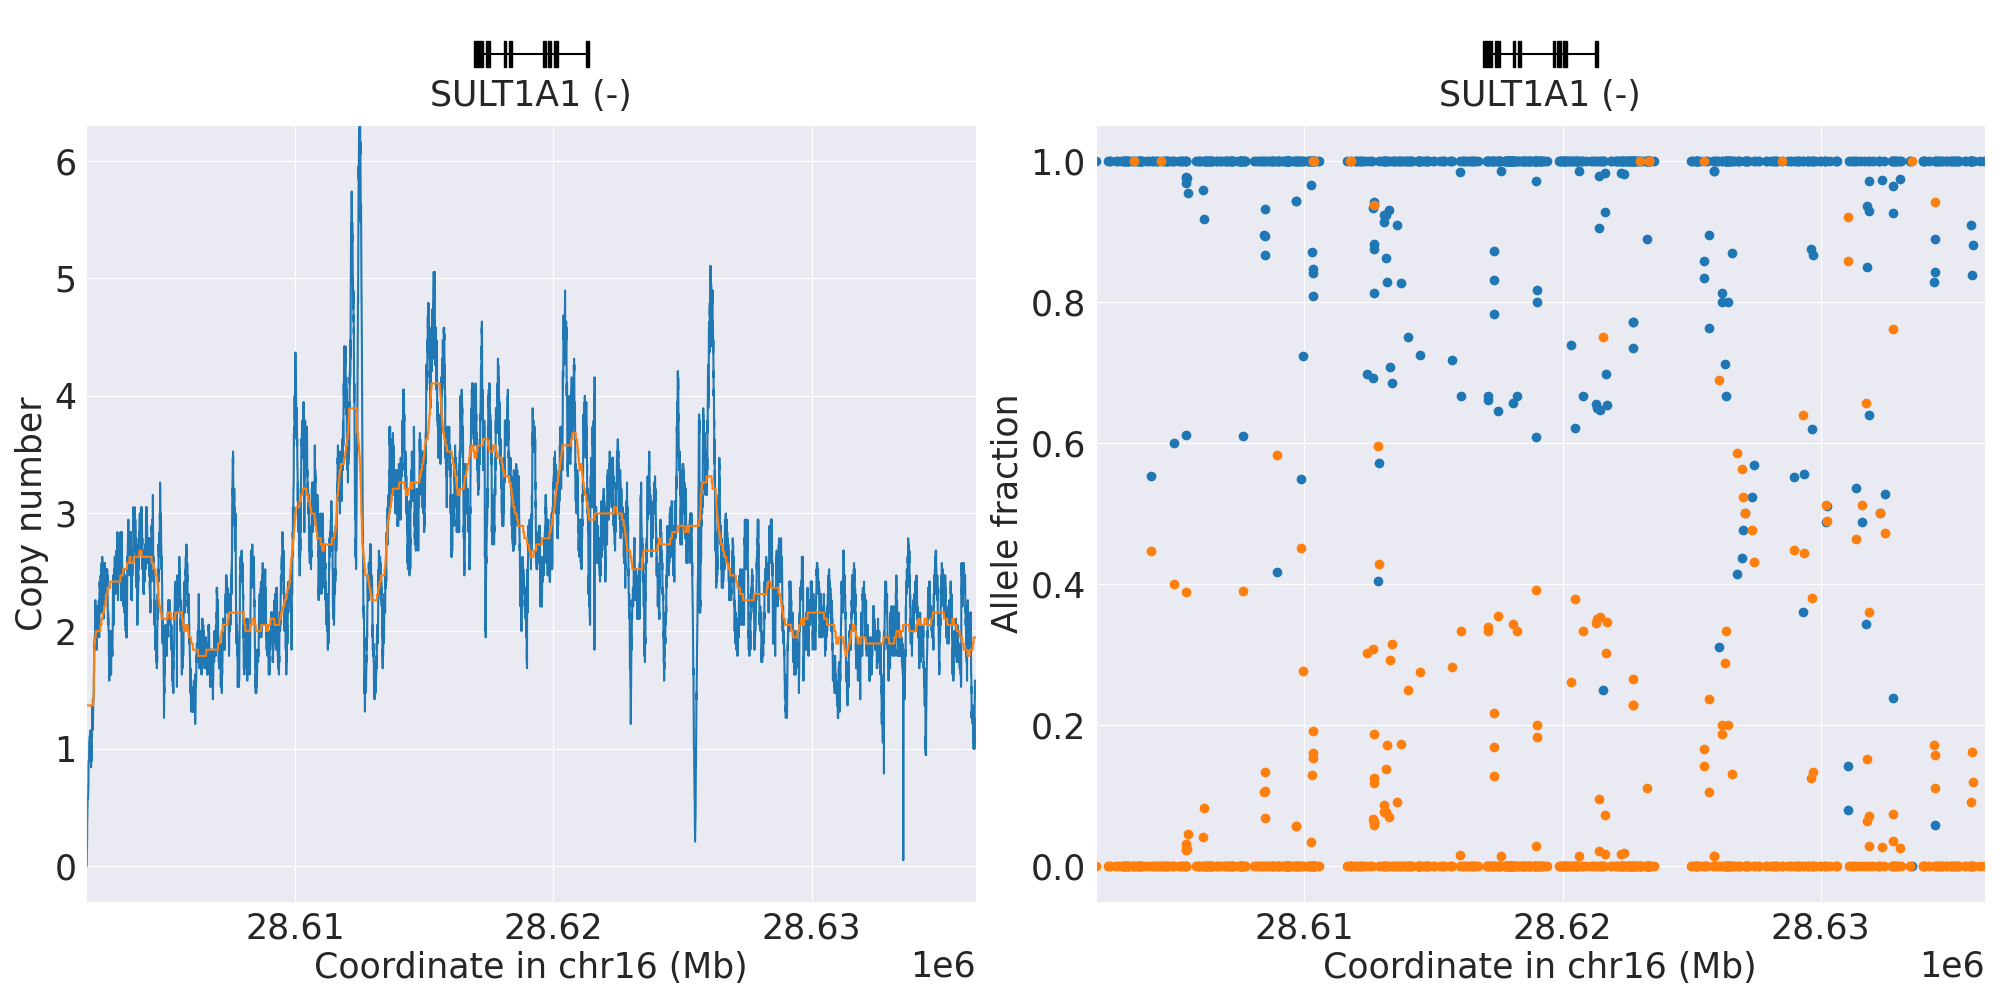 SULT1A1 (-)
Copy number
6
5
4
3
2
1
0
28.61
28.62
28.63
Coordinate in chr16 (Mb)
1e6
SULT1A1 (-)
Allele fraction
1.0
0.8
0.6
0.4
0.2
0.0
28.61
28.62
28.63
Coordinate in chr16 (Mb)
1e6